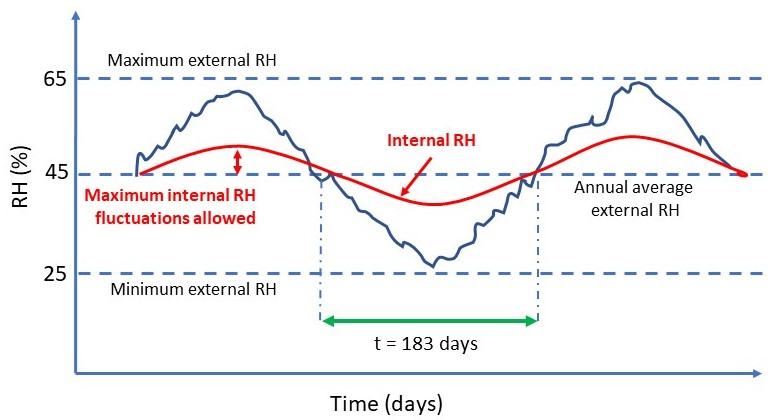 Maximum external RH
65
Internal RH
RH (%)
45
Maximum internal RH
fluctuations allowed
Annual average
external RH
25
Minimum external RH
t = 183 days
Time (days)